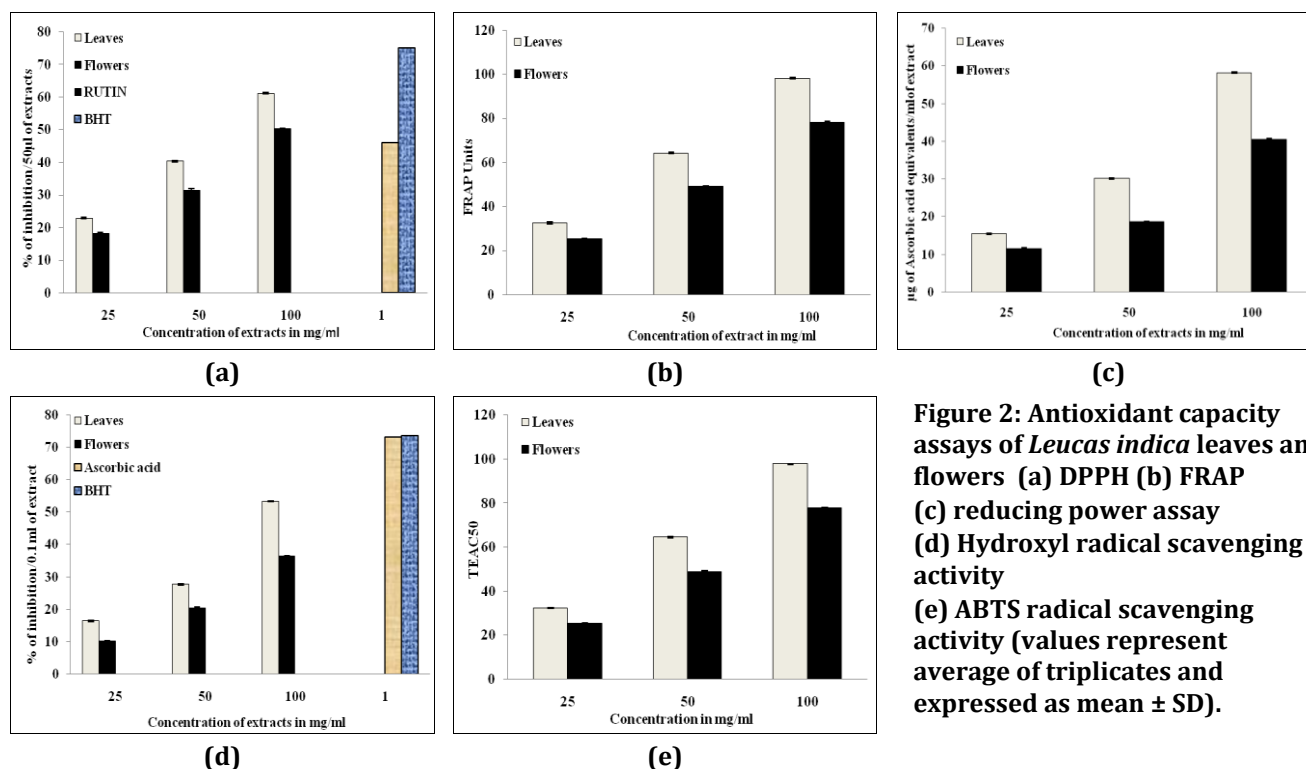 80
70
60
50
40
30
20
10
0
% of inhibition/50µl of extracts
Leaves
Flowers
RUTIN
BHT
25 50 100 1
Concentration of extracts in mg/ml
(a)
120
100
80
60
40
20
0
FRAP Units
Leaves
Flowers
25 50 100
Concentration of extract in mg/ml
(b)
70
60
50
40
30
20
10
0
µg of Ascorbic acid equivalents/mlof extract
Leaves
Flowers
25 50 100
Concentration of extracts in mg/ml
(c)
80
70
60
50
40
30
20
10
0
% of inhibition/0.1ml of extract
Leaves
Flowers
Ascorbic acid
BHT
25 50 100 1
Concentration of extracts in mg/ml
(d)
120
100
80
60
40
20
0
TEAC50
Leaves
Flowers
25 50 100
Concentration in mg/ml
(e)
Figure 2: Antioxidant capacity
assays of Leucas indica leaves an
flowers (a) DPPH (b) FRAP
(c) reducing power assay
(d) Hydroxyl radical scavenging
activity
(e) ABTS radical scavenging
activity (values represent
average of triplicates and
expressed as mean ± SD).